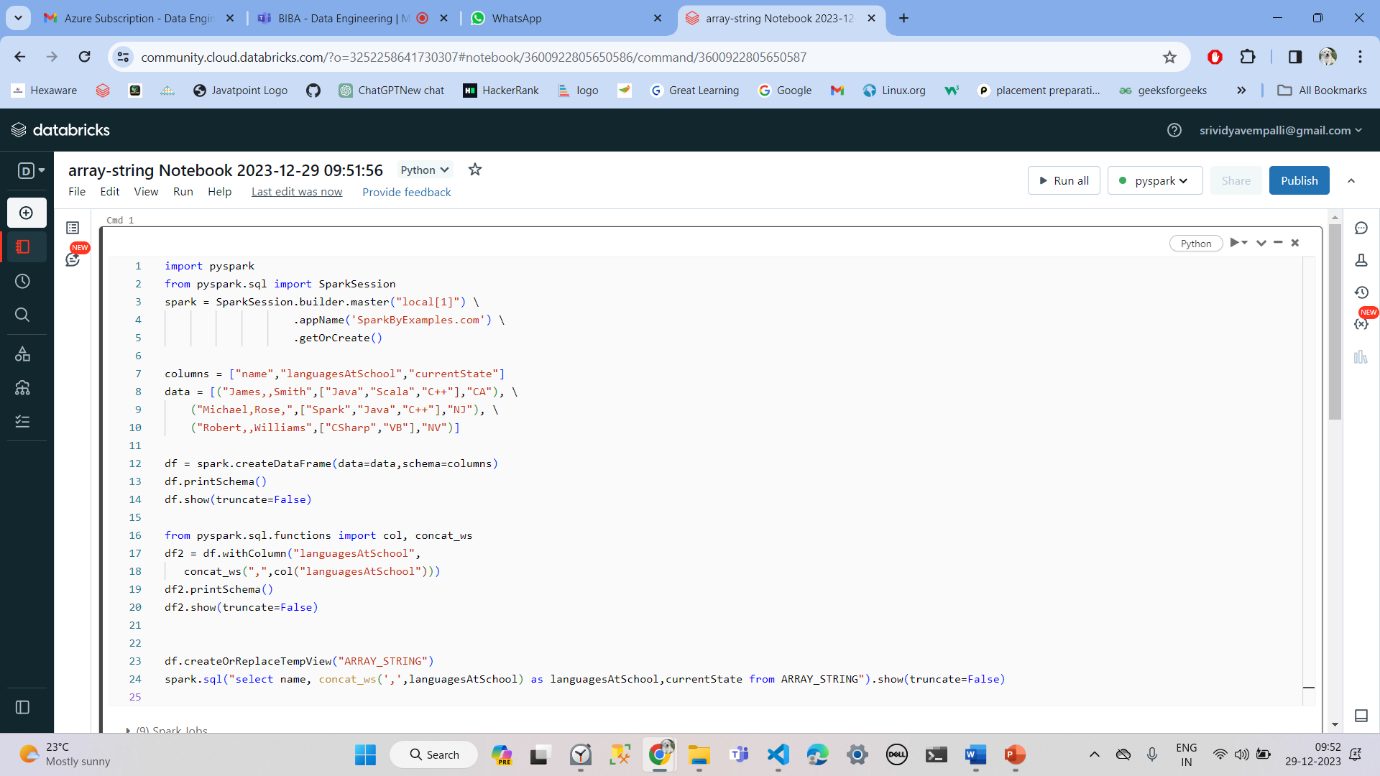 Azure Subscription - Data Engin
BIBA - Data Engineering | M
WhatsApp
array-string Notebook 2023-12
community.cloud.databricks.com/?o=3252258641730307#notebook/3600922805650586/command/3600922805650587
Hexaware
Javatpoint Logo
ChatGPTNew chat
HackerRank
logo
Great Learning
Google
Linux.org
placement preparati...
geeksforgeeks
All Bookmarks
databricks
srividyavempalli@gmail.com
D
array-string Notebook 2023-12-29 09:51:56
Python
File Edit View Run Help Last edit was now Provide feedback
Run all
pyspark
Share
Publish
NEW
Cmd 1
Python
1 import pyspark
2 from pyspark.sql import SparkSession
3 spark = SparkSession.builder.master("local[1]") \
4 .appName('SparkByExamples.com') \
5 .getOrCreate()
6
7 columns = ["name","languagesAtSchool","currentState"]
8 data = [("James,,Smith",["Java","Scala","C++"],"CA"), \
9 ("Michael,Rose,",["Spark","Java","C++"],"NJ"), \
10 ("Robert,,Williams",["CSharp","VB"],"NV")]
11
12 df = spark.createDataFrame(data=data,schema=columns)
13 df.printSchema()
14 df.show(truncate=False)
15
16 from pyspark.sql.functions import col, concat_ws
17 df2 = df.withColumn("languagesAtSchool",
18 concat_ws(",",col("languagesAtSchool")))
19 df2.printSchema()
20 df2.show(truncate=False)
21
22
23 df.createOrReplaceTempView("ARRAY_STRING")
24 spark.sql("select name, concat_ws(',',languagesAtSchool) as languagesAtSchool,currentState from ARRAY_STRING").show(truncate=False)
25
(9) Spark Jobs
NEW
23°C
Mostly sunny
Search
PRE
DELL
ENG
IN
09:52
29-12-2023